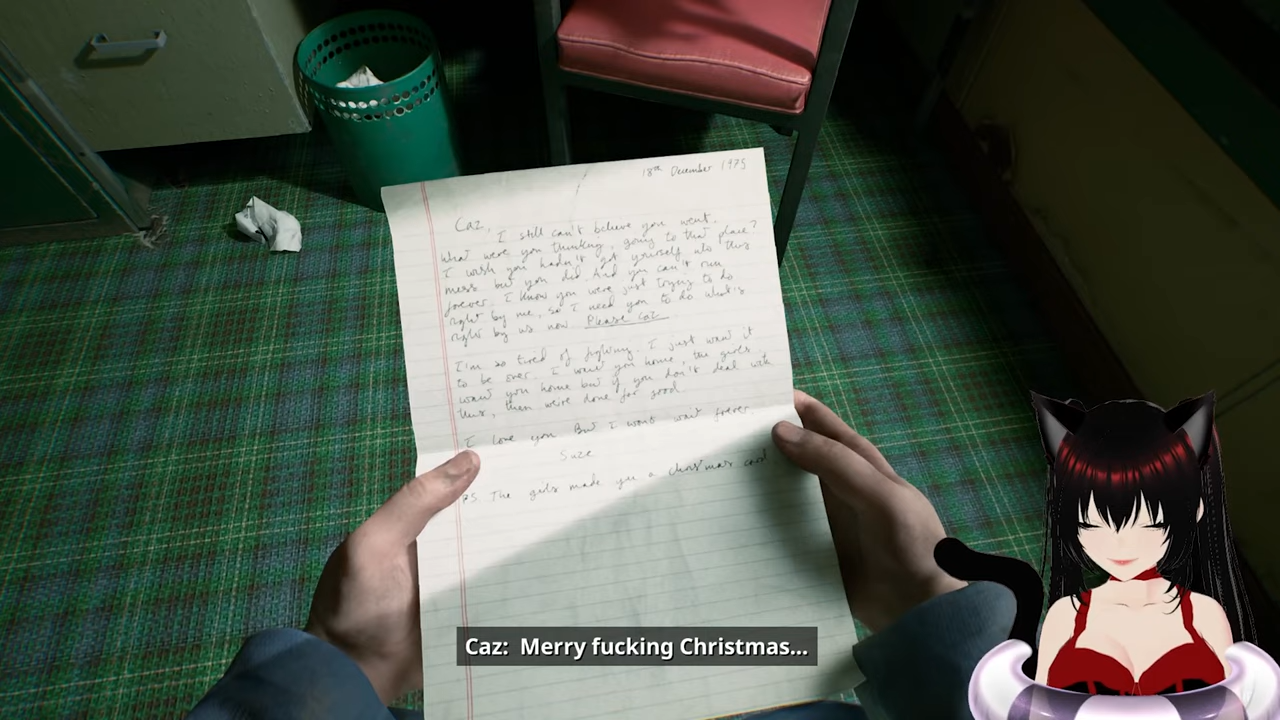 18th December 1975
Caz,
I still can't believe you went.
What were you thinking, going to that place?
I wish you hadn't got yourself into this
mess but you did. And you can't run
forever. I know you were just trying to do
right by me, so I need you to do what's
right by us now. Please Caz
I'm so tired of fighting. I just want it
to be over. I want you home, the girls
want you home but if you don't deal with
this, then we're done for good.
I love you. But I won't wait forever.
Suze
PS. The girls made you a christmas card
Caz: Merry fucking Christmas...